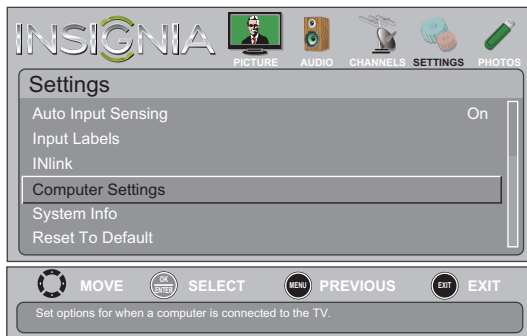 INSIGNIA
PICTURE AUDIO CHANNELS SETTINGS PHOTOS
Settings
Auto Input Sensing On
Input Labels
INlink
Computer Settings
System Info
Reset To Default
MOVE OK ENTER SELECT MENU PREVIOUS EXIT EXIT
Set options for when a computer is connected to the TV.